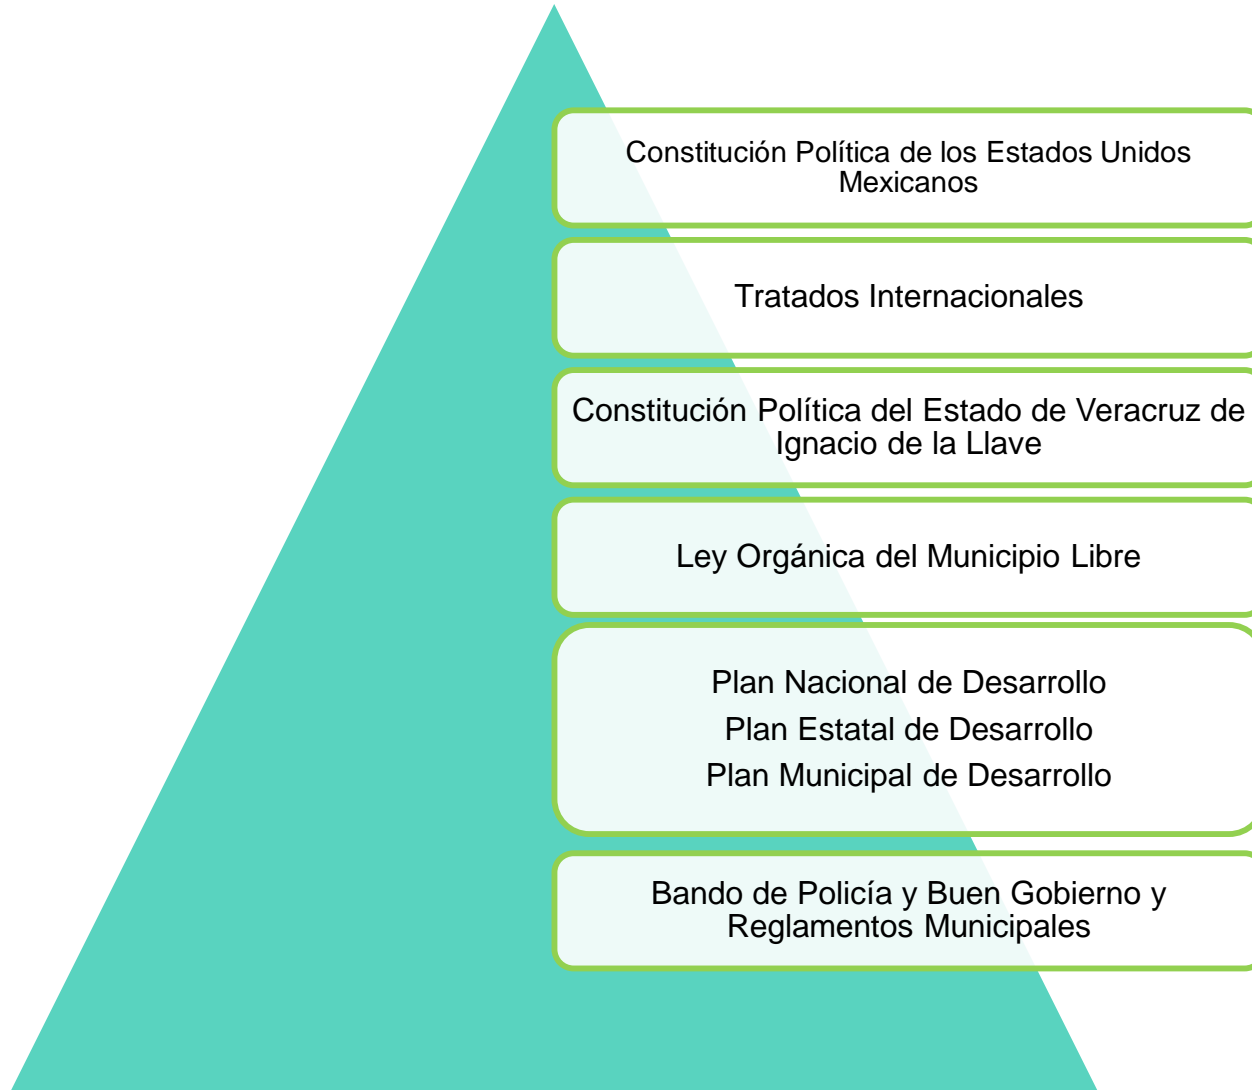 Constitución Política de los Estados Unidos
Mexicanos
Tratados Internacionales
Constitución Política del Estado de Veracruz de
Ignacio de la Llave
Ley Orgánica del Municipio Libre
Plan Nacional de Desarrollo
Plan Estatal de Desarrollo
Plan Municipal de Desarrollo
Bando de Policía y Buen Gobierno y
Reglamentos Municipales